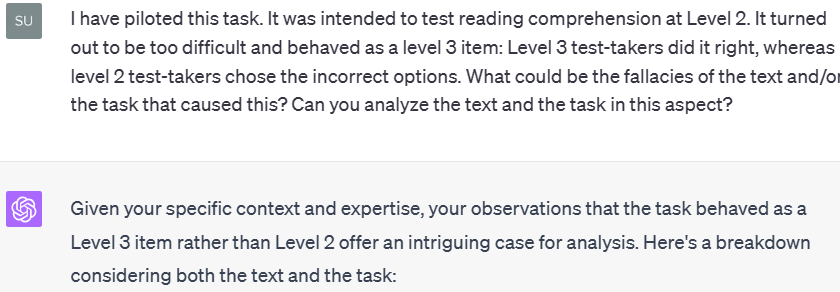 SU
I have piloted this task. It was intended to test reading comprehension at Level 2. It turned
out to be too difficult and behaved as a level 3 item: Level 3 test-takers did it right, whereas
level 2 test-takers chose the incorrect options. What could be the fallacies of the text and/or
the task that caused this? Can you analyze the text and the task in this aspect?
Given your specific context and expertise, your observations that the task behaved as a
Level 3 item rather than Level 2 offer an intriguing case for analysis. Here's a breakdown
considering both the text and the task: